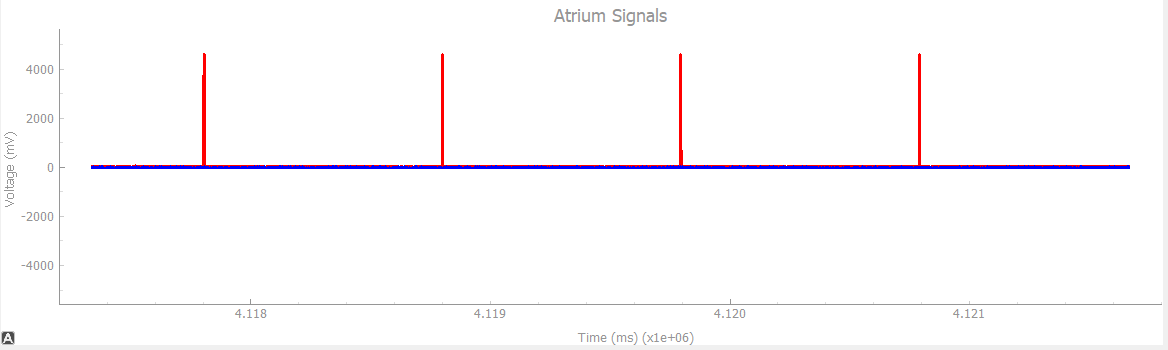 Atrium Signals
Voltage (mV)
4000
2000
0
-2000
-4000
4.118 4.119 4.120 4.121
Time (ms) (x1e+06)
A